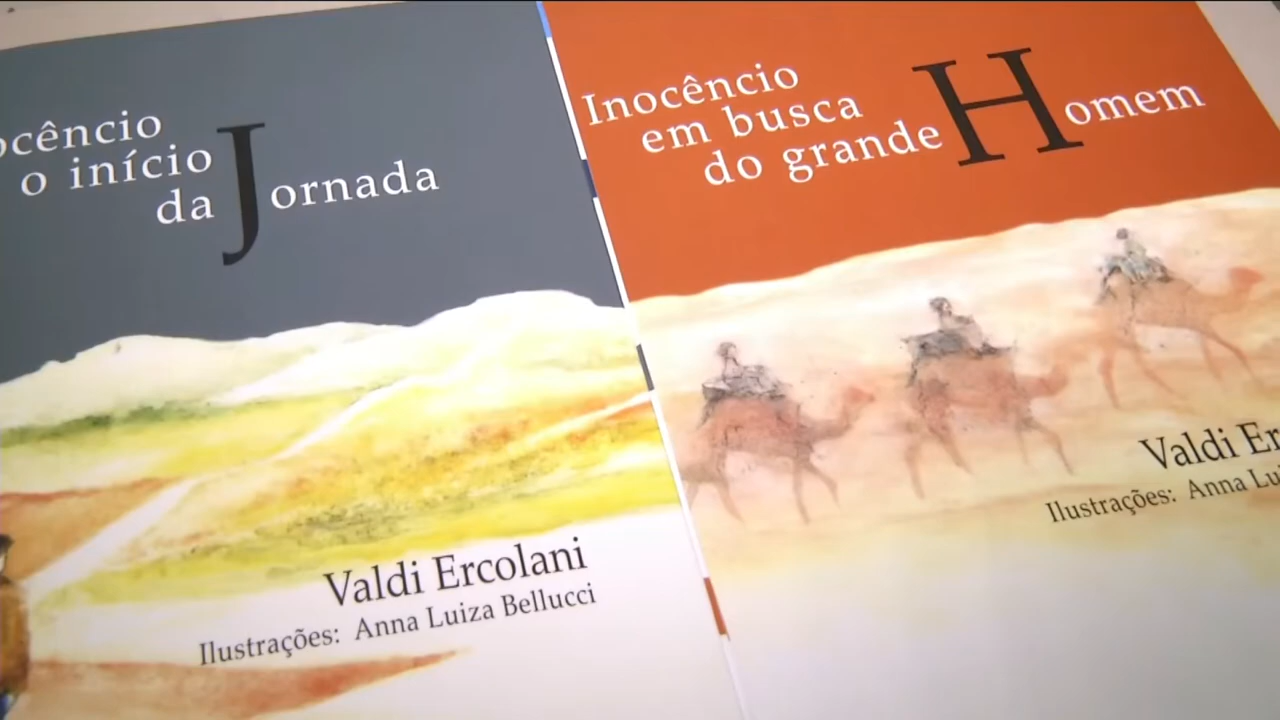 ocêncio
o início
da Jornada
Valdi Ercolani
Ilustrações: Anna Luiza Bellucci
Inocêncio
em busca
do grande Homem
Valdi Er
Ilustrações: Anna Lui